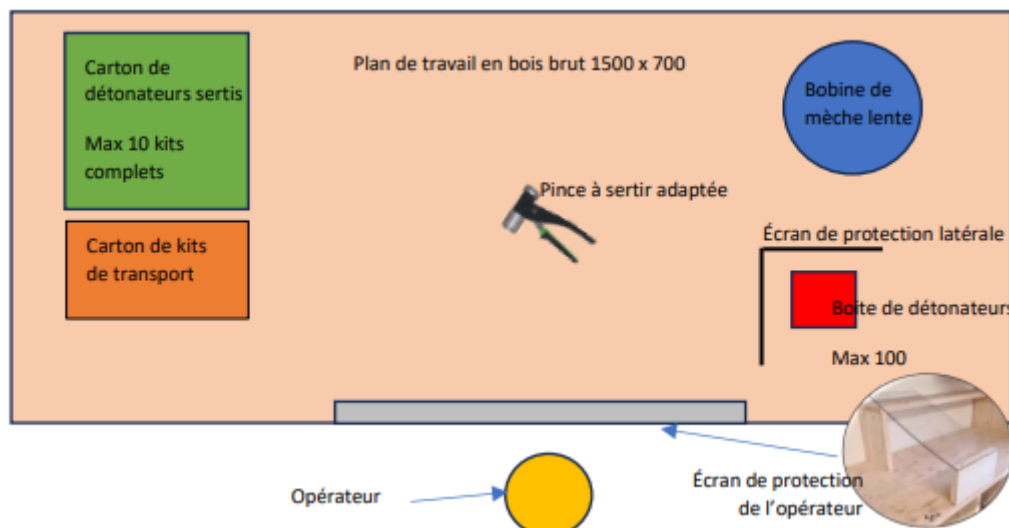 Carton de
détonateurs sertis
Max 10 kits
complets
Plan de travail en bois brut 1500 x 700
Bobine de
mèche lente
Pince à sertir adaptée
Carton de kits
de transport
Écran de protection latérale
Boite de détonateurs
Max 100
Opérateur
Écran de protection
de l’opérateur